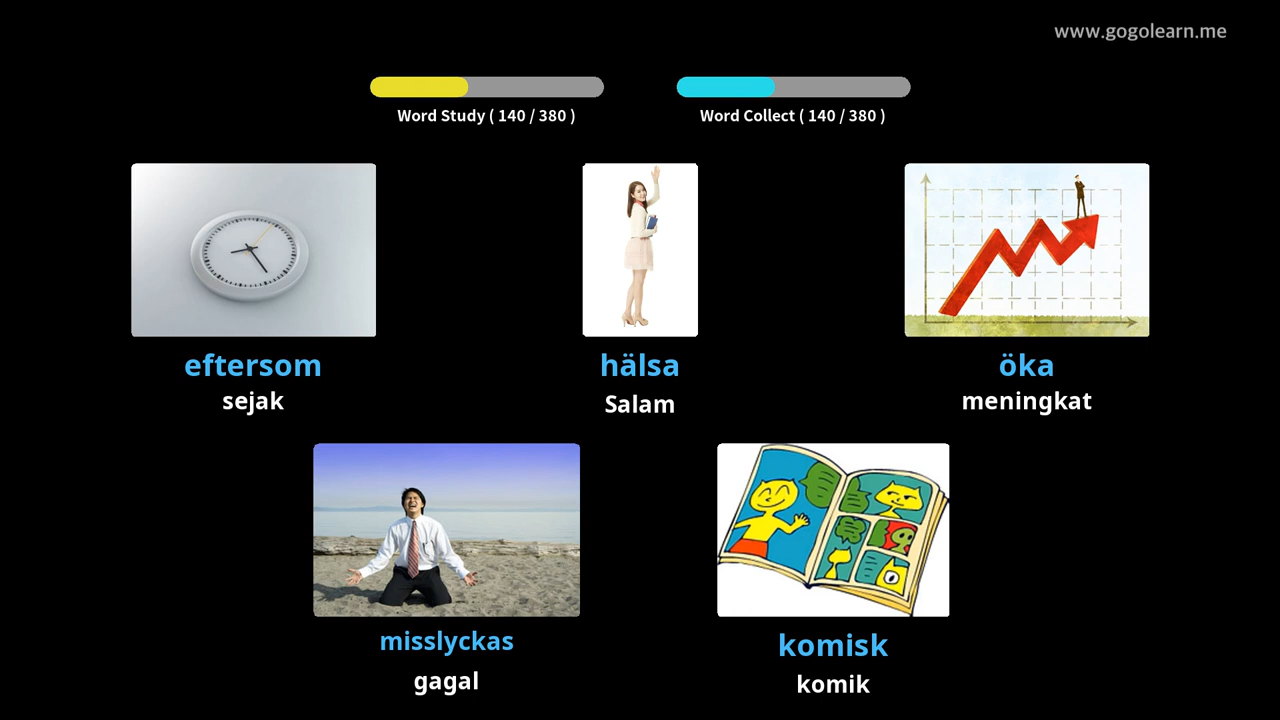 www.gogolearn.me
Word Study ( 140 / 380 )
Word Collect ( 140 / 380 )
eftersom
sejak
hälsa
Salam
öka
meningkat
misslyckas
gagal
komisk
komik